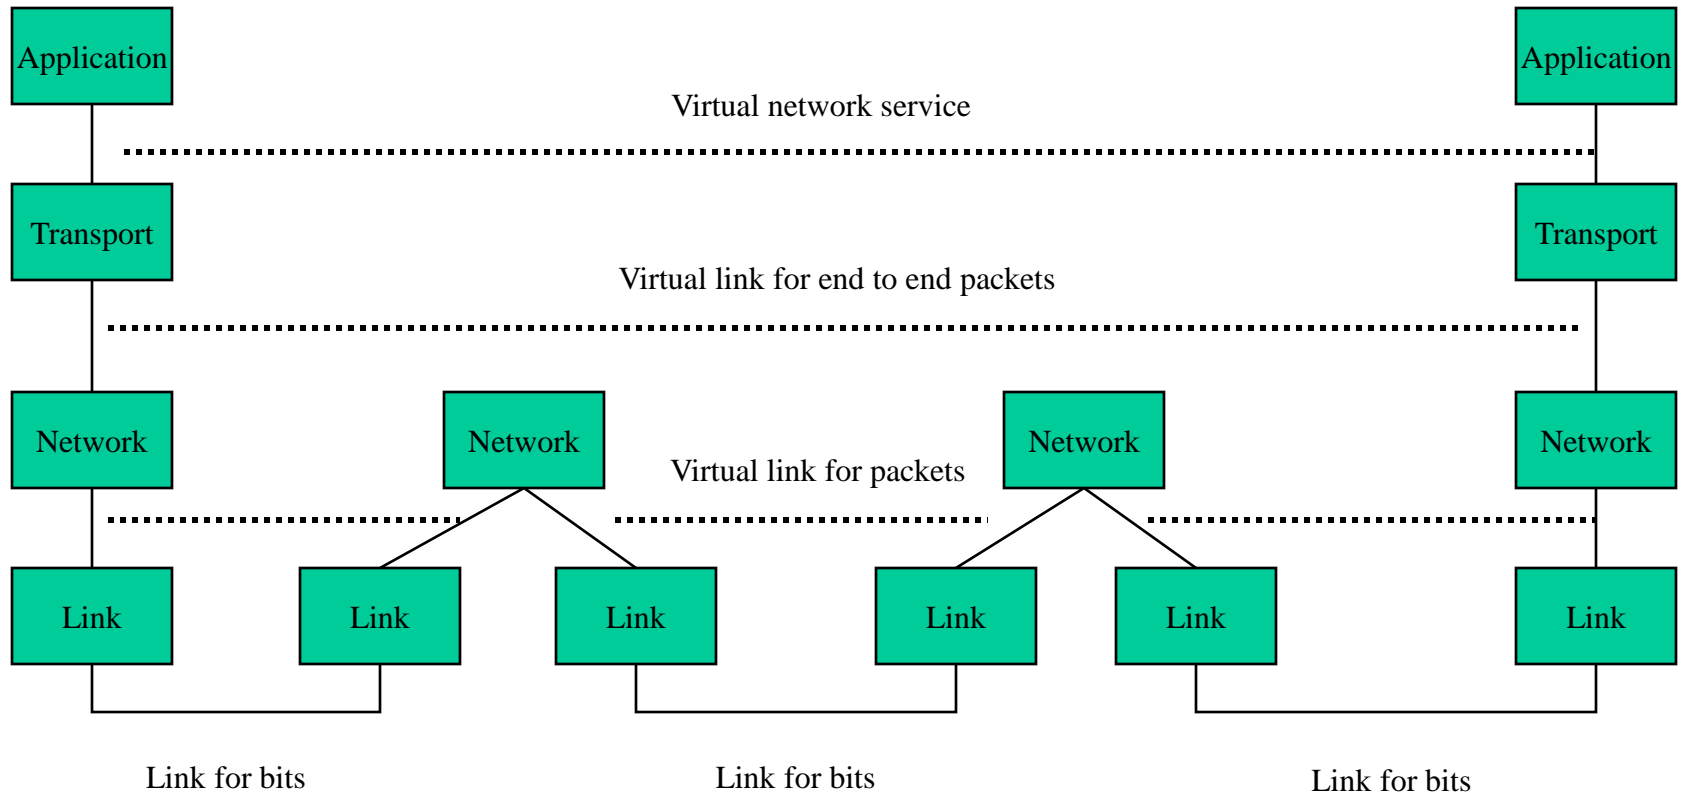 Application
Application
Virtual network service
Transport
Transport
Virtual link for end to end packets
Network
Network
Network
Network
Virtual link for packets
Link
Link
Link
Link
Link
Link
Link for bits
Link for bits
Link for bits